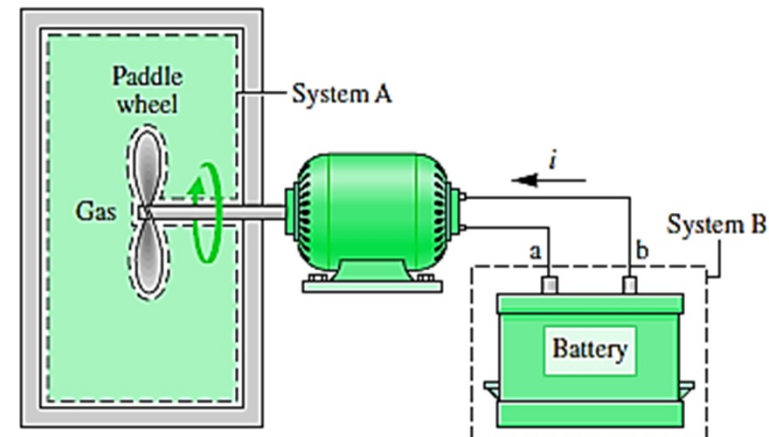 Paddle
wheel
System A
Gas
i
System B
a
b
Battery